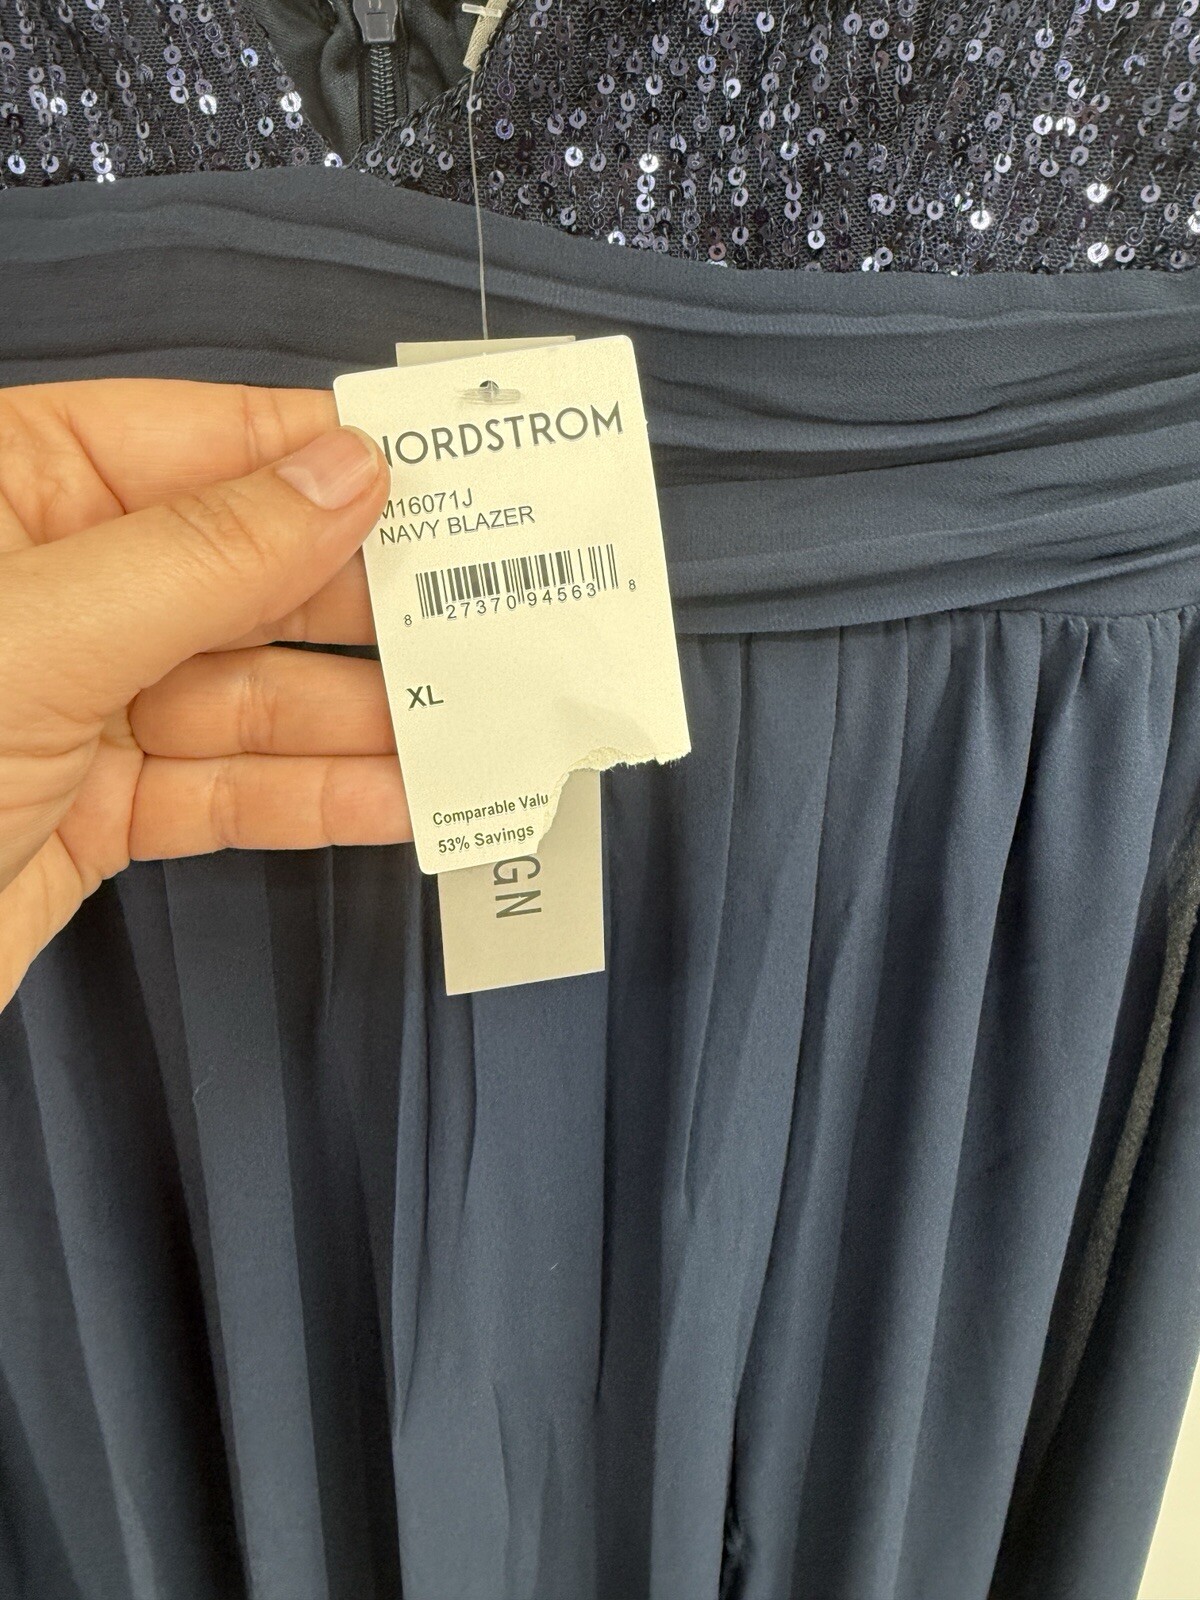 NORDSTROM
M16071J
NAVY BLAZER
8 27370 94563 8
XL
Comparable Valu
53% Savings
GN